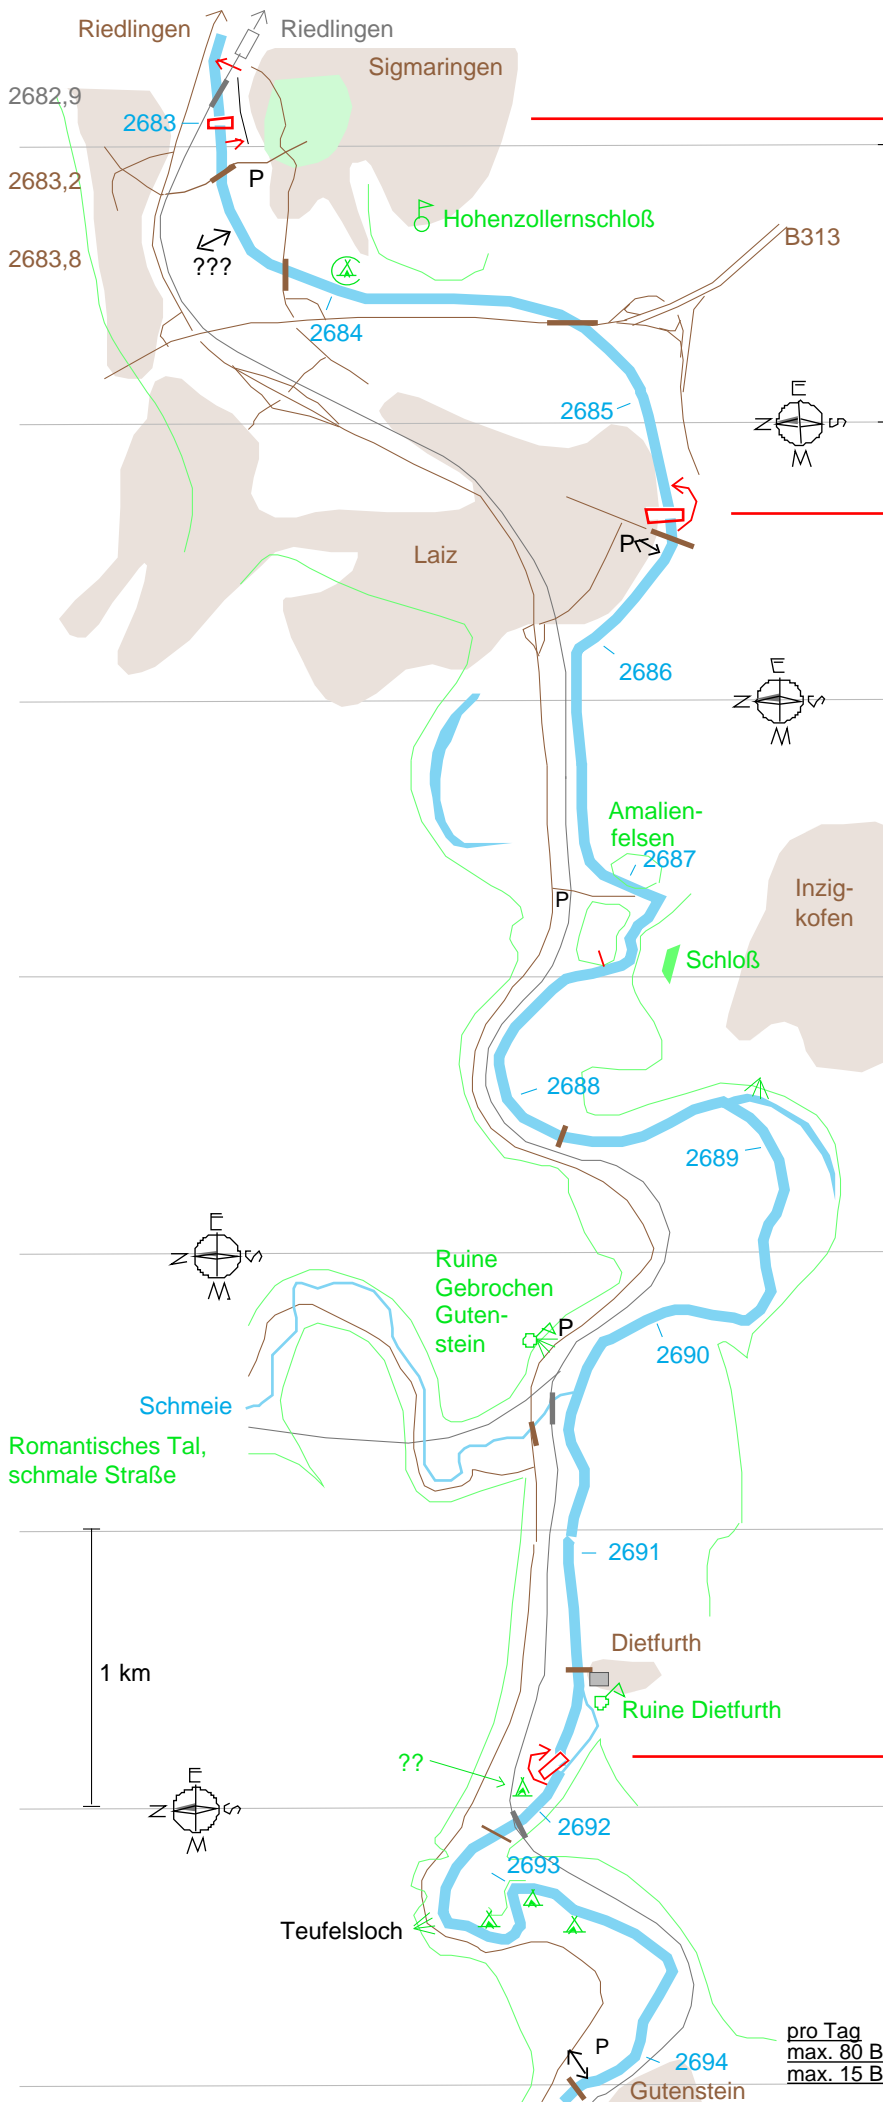 Riedlingen
Riedlingen
Sigmaringen
2682,9
2683
2683,2
P
Hohenzollernschloß
B313
2683,8
???
2684
2685
E
N S
W
P
Laiz
2686
E
N S
W
Amalien-
felsen
2687
Inzig-
kofen
P
Schloß
2688
2689
E
N S
W
Ruine
Gebrochen
Guten-
stein
P
2690
Schmeie
Romantisches Tal,
schmale Straße
2691
Dietfurth
1 km
Ruine Dietfurth
??
E
N S
W
2692
2693
Teufelsloch
P
pro Tag
max. 80 B
max. 15 B
2694
Gutenstein